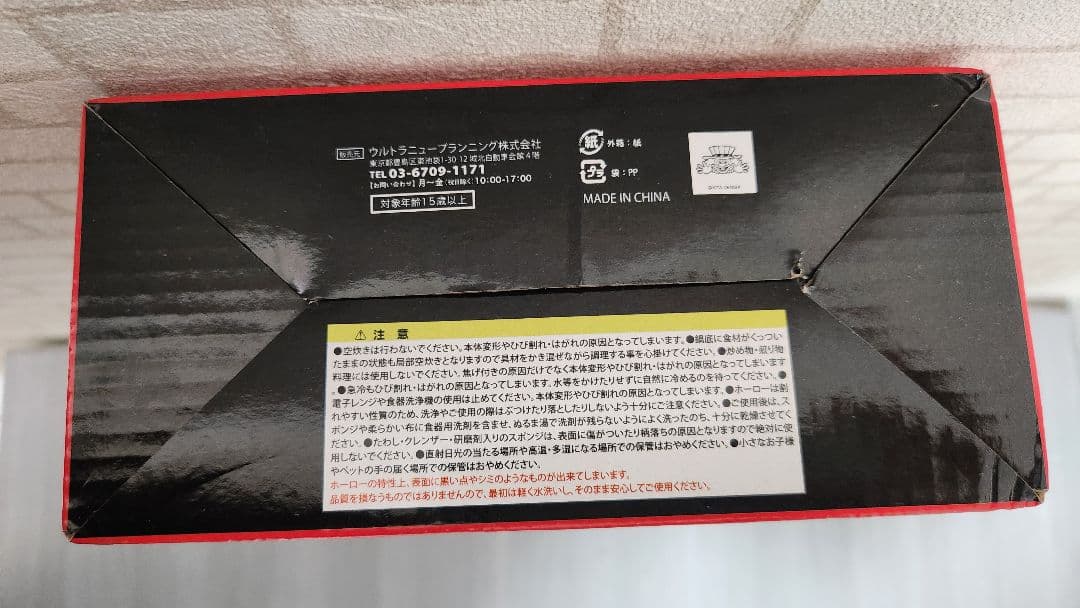 販売元 ウルトラニュープランニング株式会社
東京都豊島区東池袋1-30-12 城北自動車会館4階
TEL 03-6709-1171
【お問い合わせ】月〜金(祝日除く)10:00-17:00
対象年齢15歳以上
紙 外箱:紙
プラ 袋:PP
MADE IN CHINA
⚠ 注 意
●空炊きは行わないでください。本体変形やひび割れ・はがれの原因となってしまいます。●鍋底に食材がくっつい
たままの状態も局部空炊きとなりますので具材をかき混ぜながら調理する事を心掛けてください。●炒め物・煎り物
料理には使用しないでください。焦げ付きの原因だけでなく本体変形やひび割れ・はがれの原因となってしまいます
。●急冷もひび割れ・はがれの原因となってしまいます。水等をかけたりせずに自然に冷めるのを待ってください。●
電子レンジや食器洗浄機の使用は止めてください。本体変形やひび割れ・はがれの原因となってしまいます。●ホーローは割
れやすい性質のため、洗浄やご使用の際はぶつけたり落としたりしないよう十分にご注意ください。●ご使用後は、ス
ポンジや柔らかい布に食器用洗剤を含ませ、ぬるま湯で洗剤が残らないようによく洗ったのち、十分に乾燥させてく
ださい。●たわし・クレンザー・研磨剤入りのスポンジは、表面に傷がついたり柄落ちの原因となりますので絶対に使
用しないでください。●直射日光の当たる場所や高温・多湿になる場所での保管はおやめください。●小さなお子様
やペットの手の届く場所での保管はおやめください。
ホーローの特性上、表面に黒い点やシミのようなものが出来てしまいます。
品質を損なうものではありませんので、最初は軽く水洗いし、そのまま安心してご使用ください。